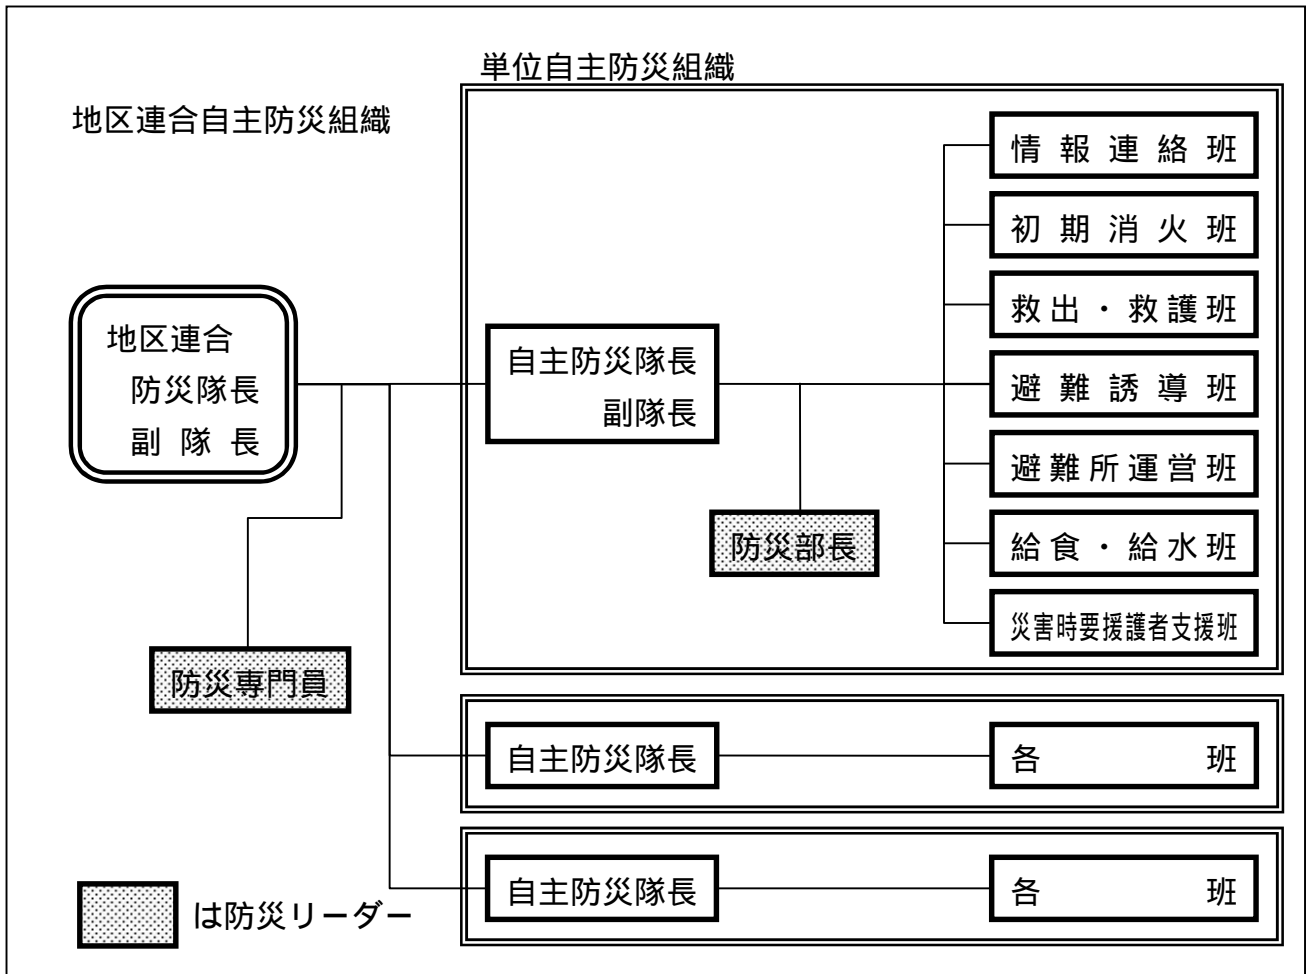 単位自主防災組織
地区連合自主防災組織
情報連絡班
初期消火班
救出・救護班
地区連合
防災隊長
副隊長
自主防災隊長
副隊長
避難誘導班
避難所運営班
防災部長
給食・給水班
災害時要援護者支援班
防災専門員
自主防災隊長
各班
自主防災隊長
各班
は防災リーダー